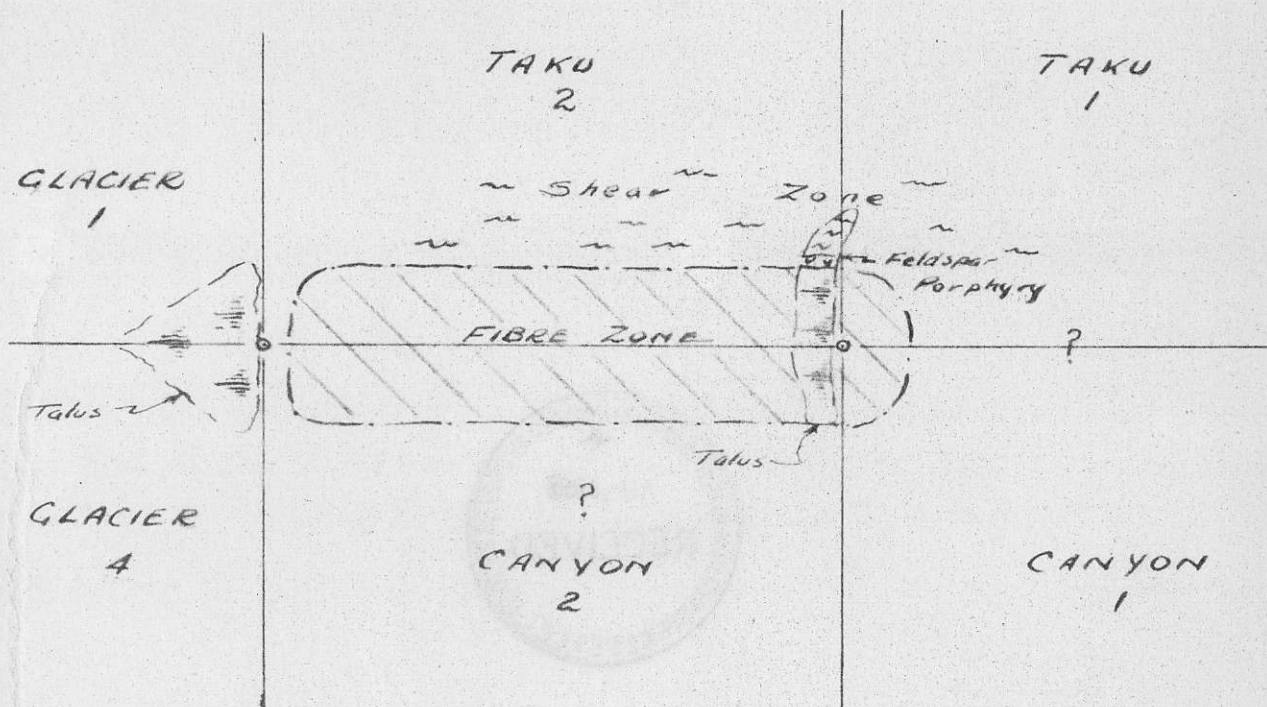 TAKU
2
TAKU
1
GLACIER
1
Shear Zone
Feldspar
Porphyry
FIBRE ZONE
?
Talus
Talus
?
GLACIER
4
CANYON
2
CANYON
1
RECEIVED